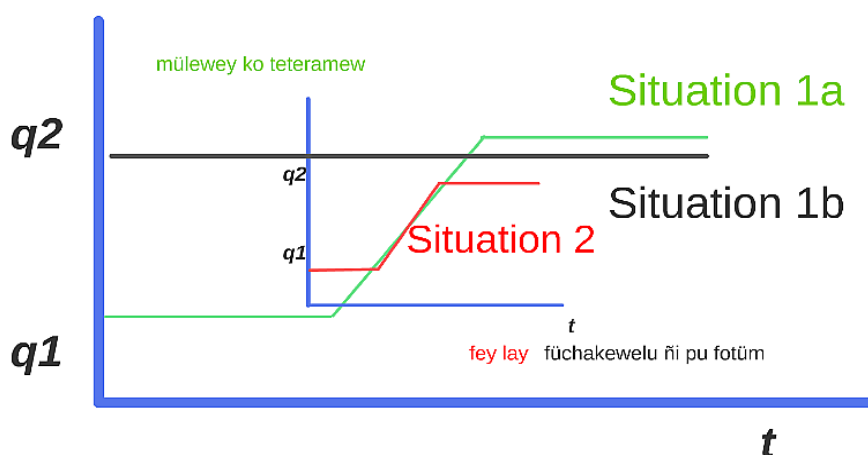 mülewey ko teteramew
Situation 1a
q2
q2
Situation 1b
Situation 2
q1
t
q1
fey lay füchakewelu ñi pu fotüm
t